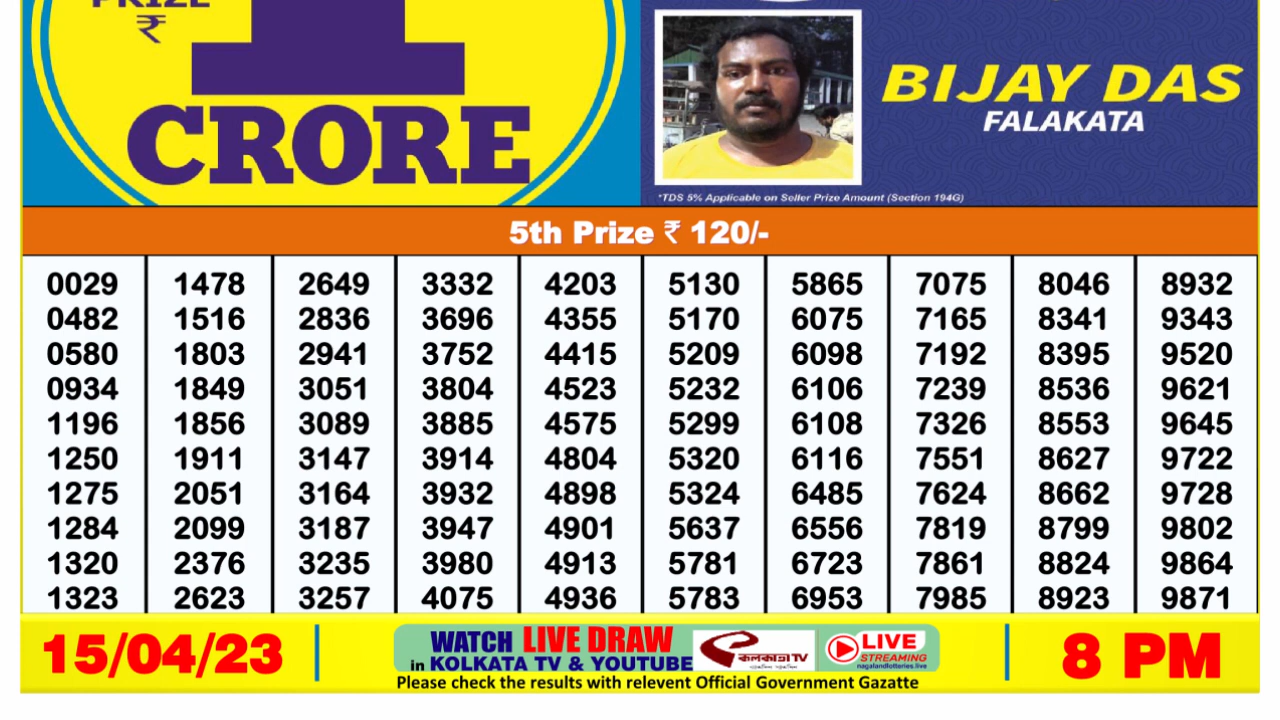 PRIZE
₹
1
CRORE
BIJAY DAS
FALAKATA
*TDS 5% Applicable on Seller Prize Amount (Section 194G)
5th Prize ₹ 120/-
0029 1478 2649 3332 4203 5130 5865 7075 8046 8932
0482 1516 2836 3696 4355 5170 6075 7165 8341 9343
0580 1803 2941 3752 4415 5209 6098 7192 8395 9520
0934 1849 3051 3804 4523 5232 6106 7239 8536 9621
1196 1856 3089 3885 4575 5299 6108 7326 8553 9645
1250 1911 3147 3914 4804 5320 6116 7551 8627 9722
1275 2051 3164 3932 4898 5324 6485 7624 8662 9728
1284 2099 3187 3947 4901 5637 6556 7819 8799 9802
1320 2376 3235 3980 4913 5781 6723 7861 8824 9864
1323 2623 3257 4075 4936 5783 6953 7985 8923 9871
15/04/23
WATCH LIVE DRAW
in KOLKATA TV & YOUTUBE
কলকাতা TV
LIVE
STREAMING
nagalandlotteries.live
8 PM
Please check the results with relevent Official Government Gazatte